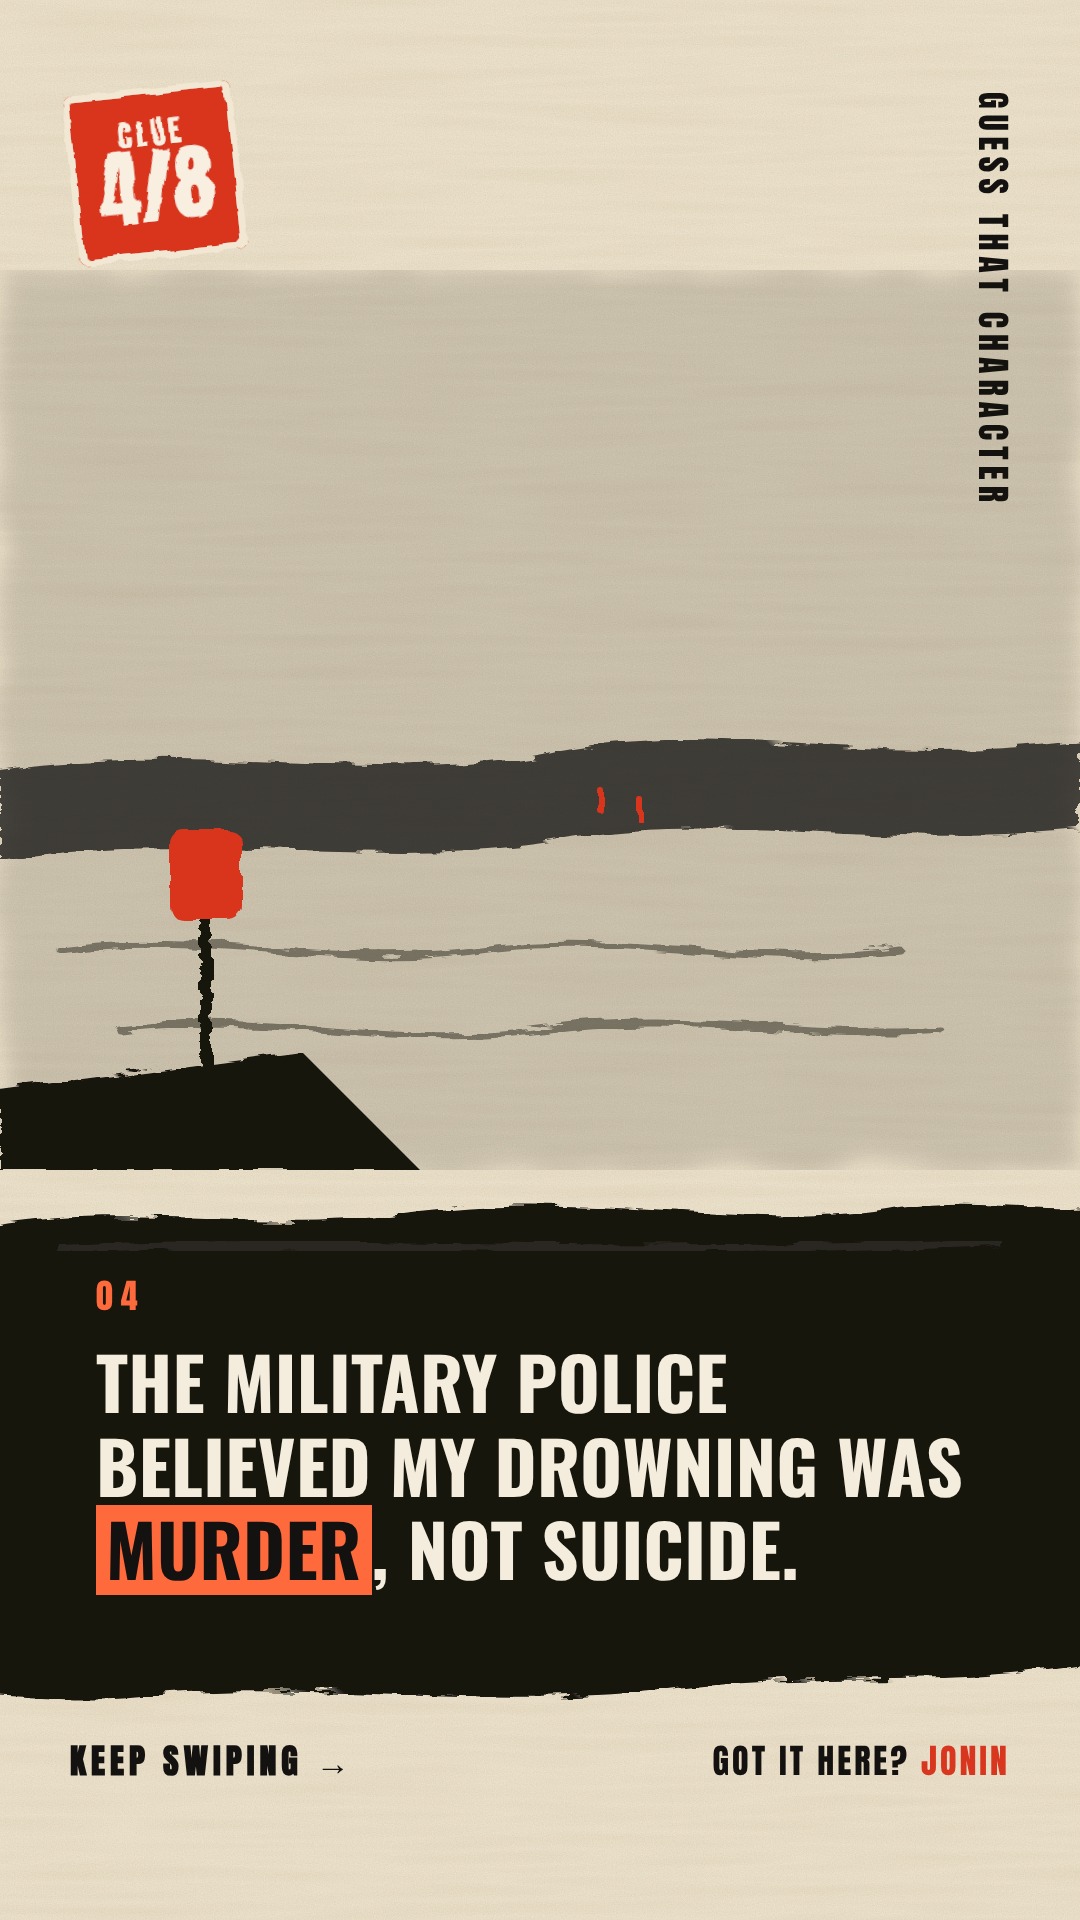 CLUE
4/8
GUESS THAT CHARACTER
04
THE MILITARY POLICE
BELIEVED MY DROWNING WAS
MURDER, NOT SUICIDE.
KEEP SWIPING →
GOT IT HERE? JONIN